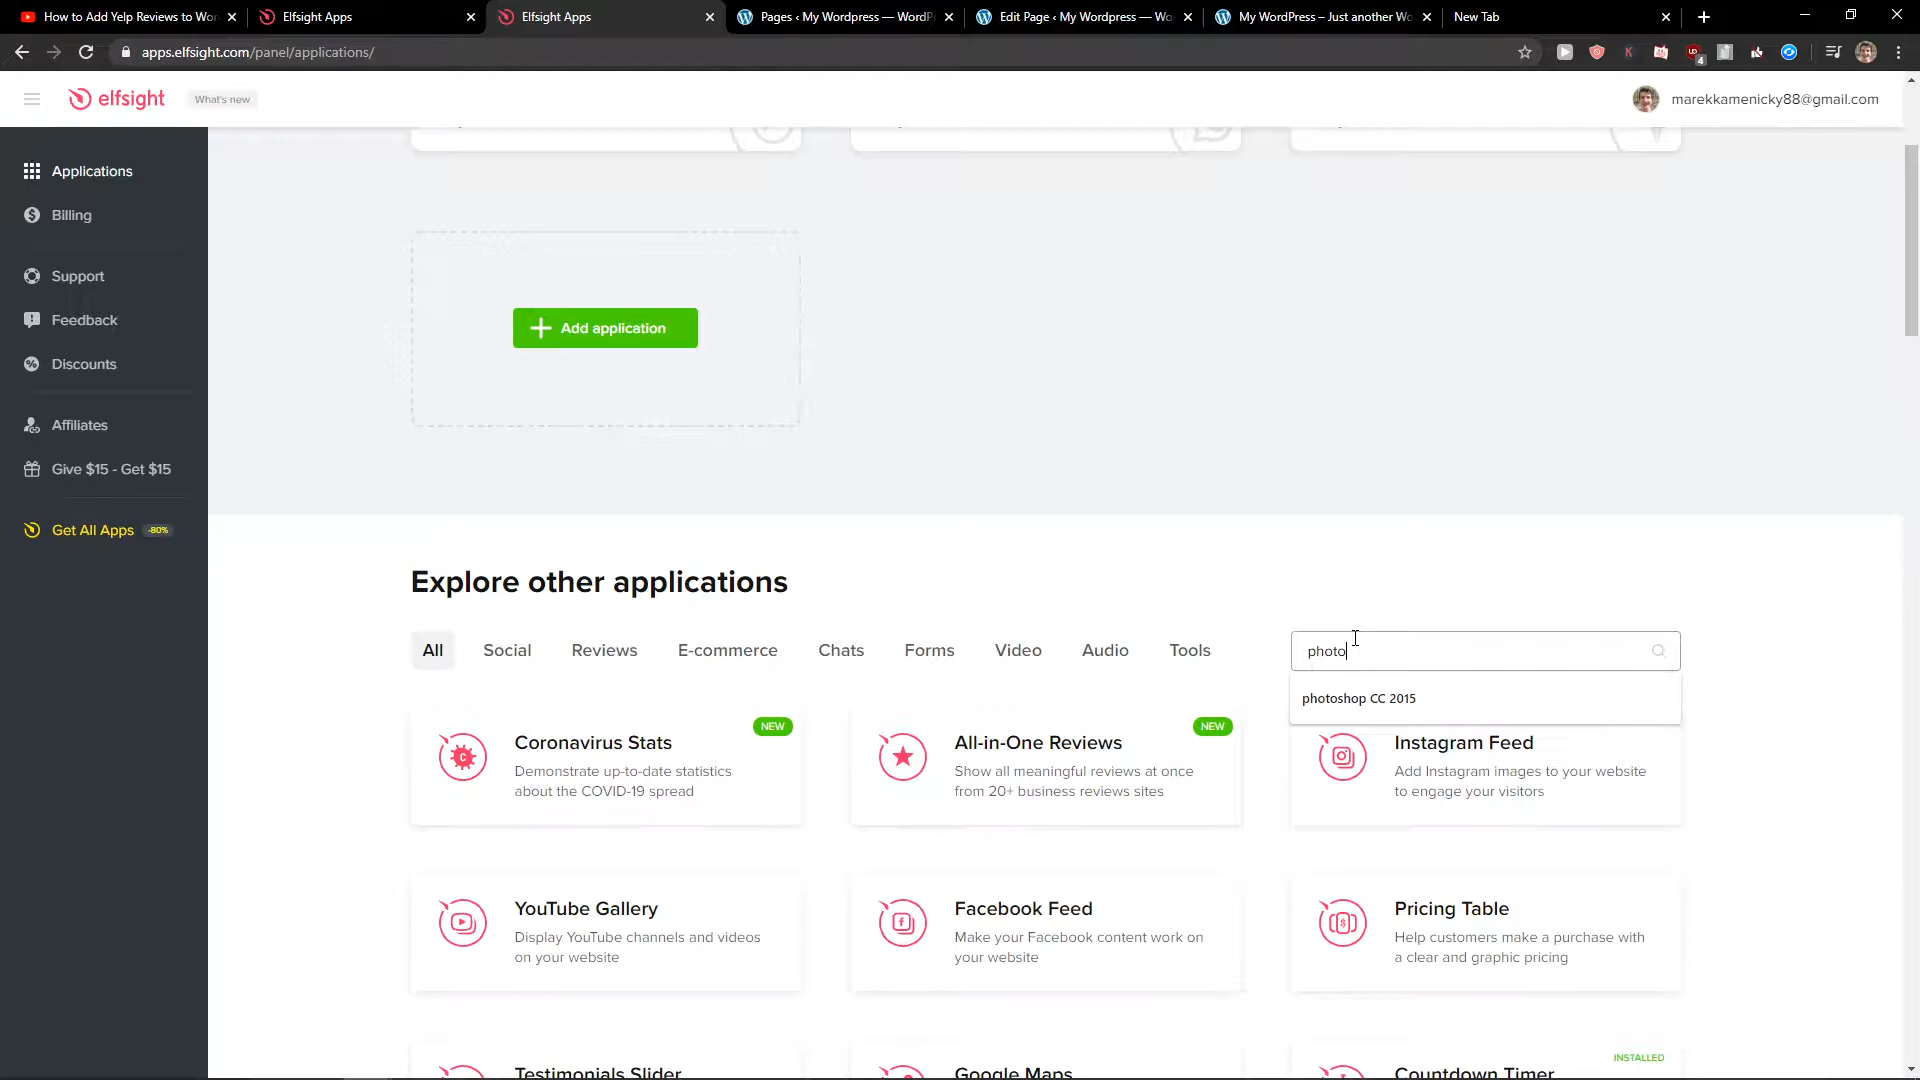 How to Add Yelp Reviews to Wor
Elfsight Apps
Elfsight Apps
Pages ‹ My Wordpress — WordP
Edit Page ‹ My Wordpress — Wo
My WordPress – Just another Wo
New Tab
apps.elfsight.com/panel/applications/
4
elfsight
What's new
marekkamenicky88@gmail.com
Applications
Billing
Support
Feedback
Discounts
Affiliates
Give $15 - Get $15
Get All Apps
-80%
Add application
Explore other applications
All
Social
Reviews
E-commerce
Chats
Forms
Video
Audio
Tools
photo
photoshop CC 2015
NEW
Coronavirus Stats
Demonstrate up-to-date statistics
about the COVID-19 spread
NEW
All-in-One Reviews
Show all meaningful reviews at once
from 20+ business reviews sites
Instagram Feed
Add Instagram images to your website
to engage your visitors
YouTube Gallery
Display YouTube channels and videos
on your website
Facebook Feed
Make your Facebook content work on
your website
Pricing Table
Help customers make a purchase with
a clear and graphic pricing
Testimonials Slider
Google Maps
INSTALLED
Countdown Timer